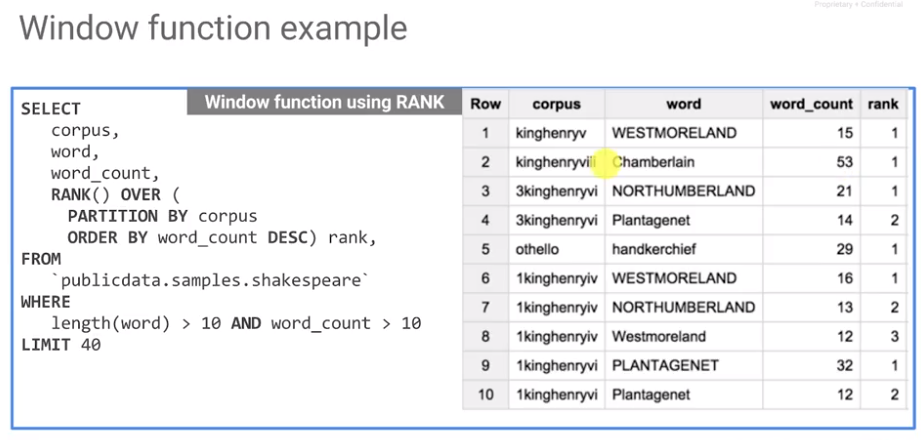 Proprietary + Confidential
Window function example
Window function using RANK
SELECT
corpus,
word,
word_count,
RANK() OVER (
PARTITION BY corpus
ORDER BY word_count DESC) rank,
FROM
`publicdata.samples.shakespeare`
WHERE
length(word) > 10 AND word_count > 10
LIMIT 40
Row corpus word word_count rank
1 kinghenryv WESTMORELAND 15 1
2 kinghenryviii Chamberlain 53 1
3 3kinghenryvi NORTHUMBERLAND 21 1
4 3kinghenryvi Plantagenet 14 2
5 othello handkerchief 29 1
6 1kinghenryiv WESTMORELAND 16 1
7 1kinghenryiv NORTHUMBERLAND 13 2
8 1kinghenryiv Westmoreland 12 3
9 1kinghenryvi PLANTAGENET 32 1
10 1kinghenryvi Plantagenet 12 2